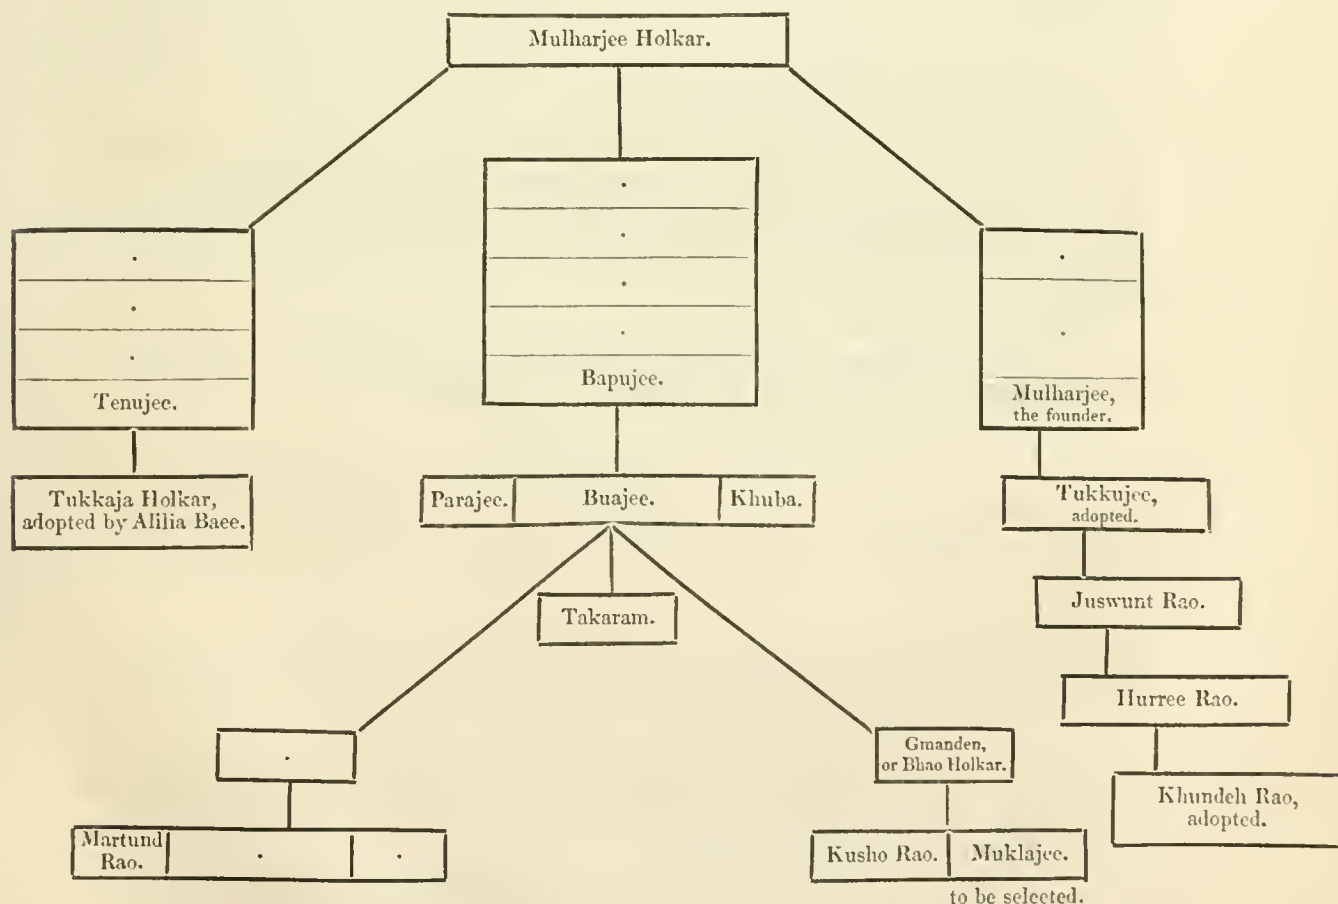 Mulharjee Holkar.
Bapujee.
Tenujee.
Mulharjee,
the founder.
Tukkaja Holkar,
adopted by Ahlia Baee.
Parajee.
Buajee.
Khuba.
Tukkujee,
adopted.
Juswunt Rao.
Takaram.
Hurree Rao.
Gmanden,
or Bhao Holkar.
Khundeh Rao,
adopted.
Martund
Rao.
Kusho Rao.
Muklajee.
to be selected.